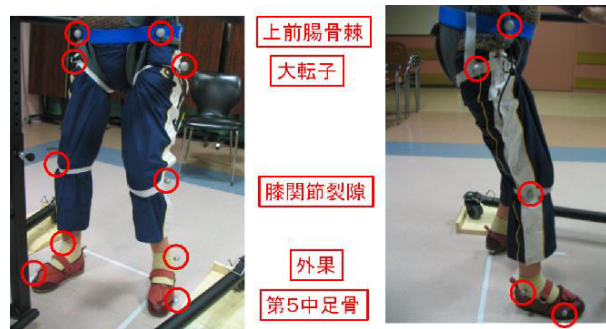 上前腸骨棘
大転子
膝関節裂隙
外果
第5中足骨